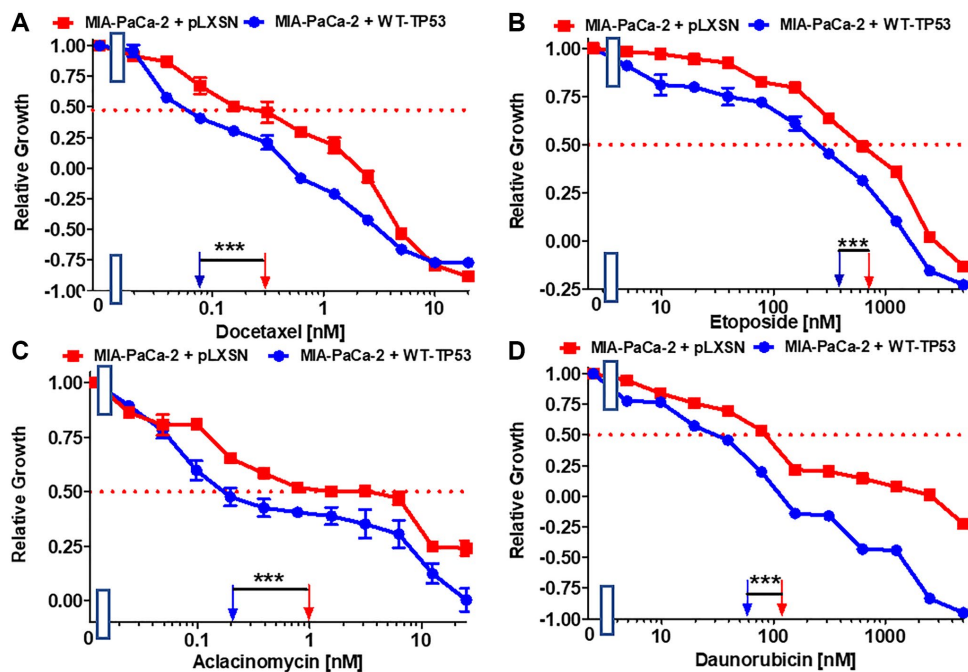 A
MIA-PaCa-2 + pLXSN
MIA-PaCa-2 + WT-TP53
Relative Growth
1.00
0.75
0.50
0.25
0.00
-0.25
-0.50
-0.75
-1.00
***
0 0.1 1 10
Docetaxel [nM]
B
MIA-PaCa-2 + pLXSN
MIA-PaCa-2 + WT-TP53
Relative Growth
1.00
0.75
0.50
0.25
0.00
-0.25
***
0 10 100 1000
Etoposide [nM]
C
MIA-PaCa-2 + pLXSN
MIA-PaCa-2 + WT-TP53
Relative Growth
1.00
0.75
0.50
0.25
0.00
***
0 0.1 1 10
Aclacinomycin [nM]
D
MIA-PaCa-2 + pLXSN
MIA-PaCa-2 + WT-TP53
Relative Growth
1.00
0.75
0.50
0.25
0.00
-0.25
-0.50
-0.75
-1.00
***
0 10 100 1000
Daunorubicin [nM]